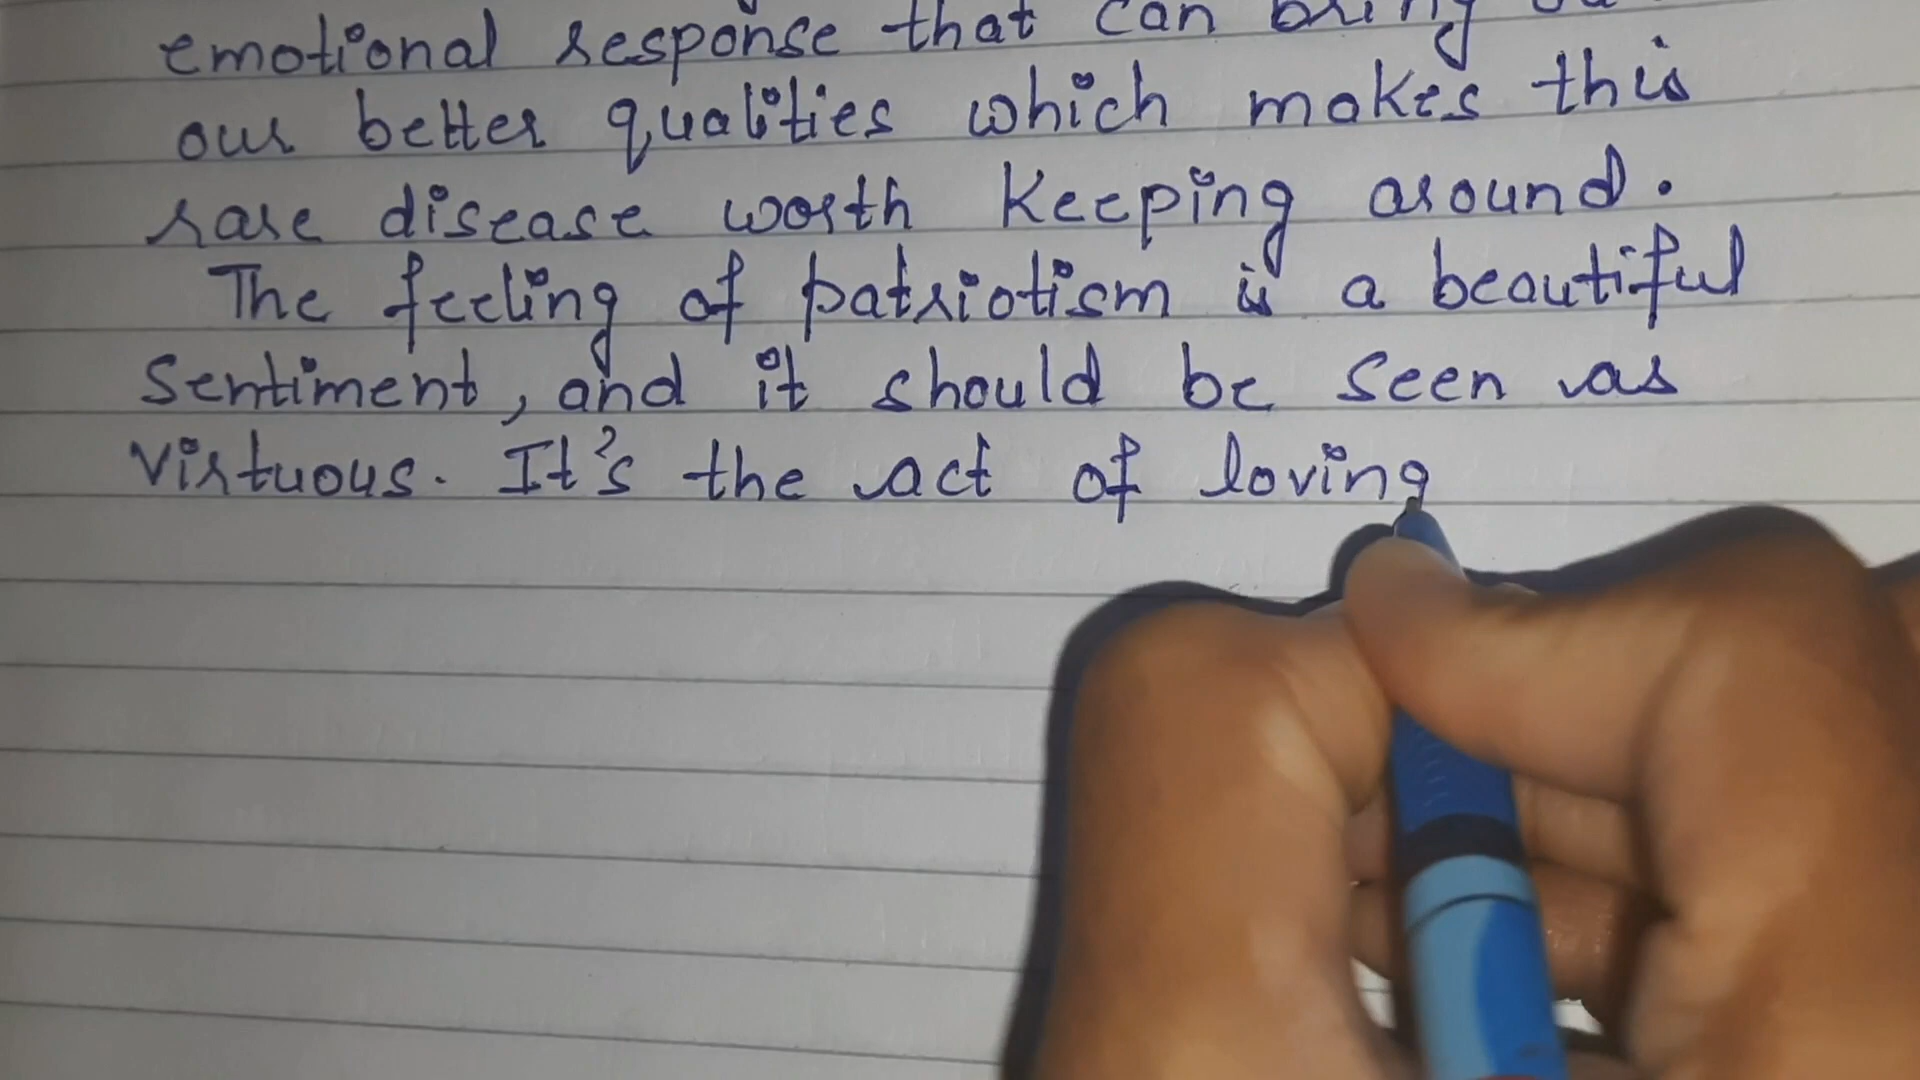 emotional response that can bring
our better qualities which makes this
rare disease worth keeping around.
The feeling of patriotism is a beautiful
sentiment, and it should be seen as
virtuous. It's the act of loving